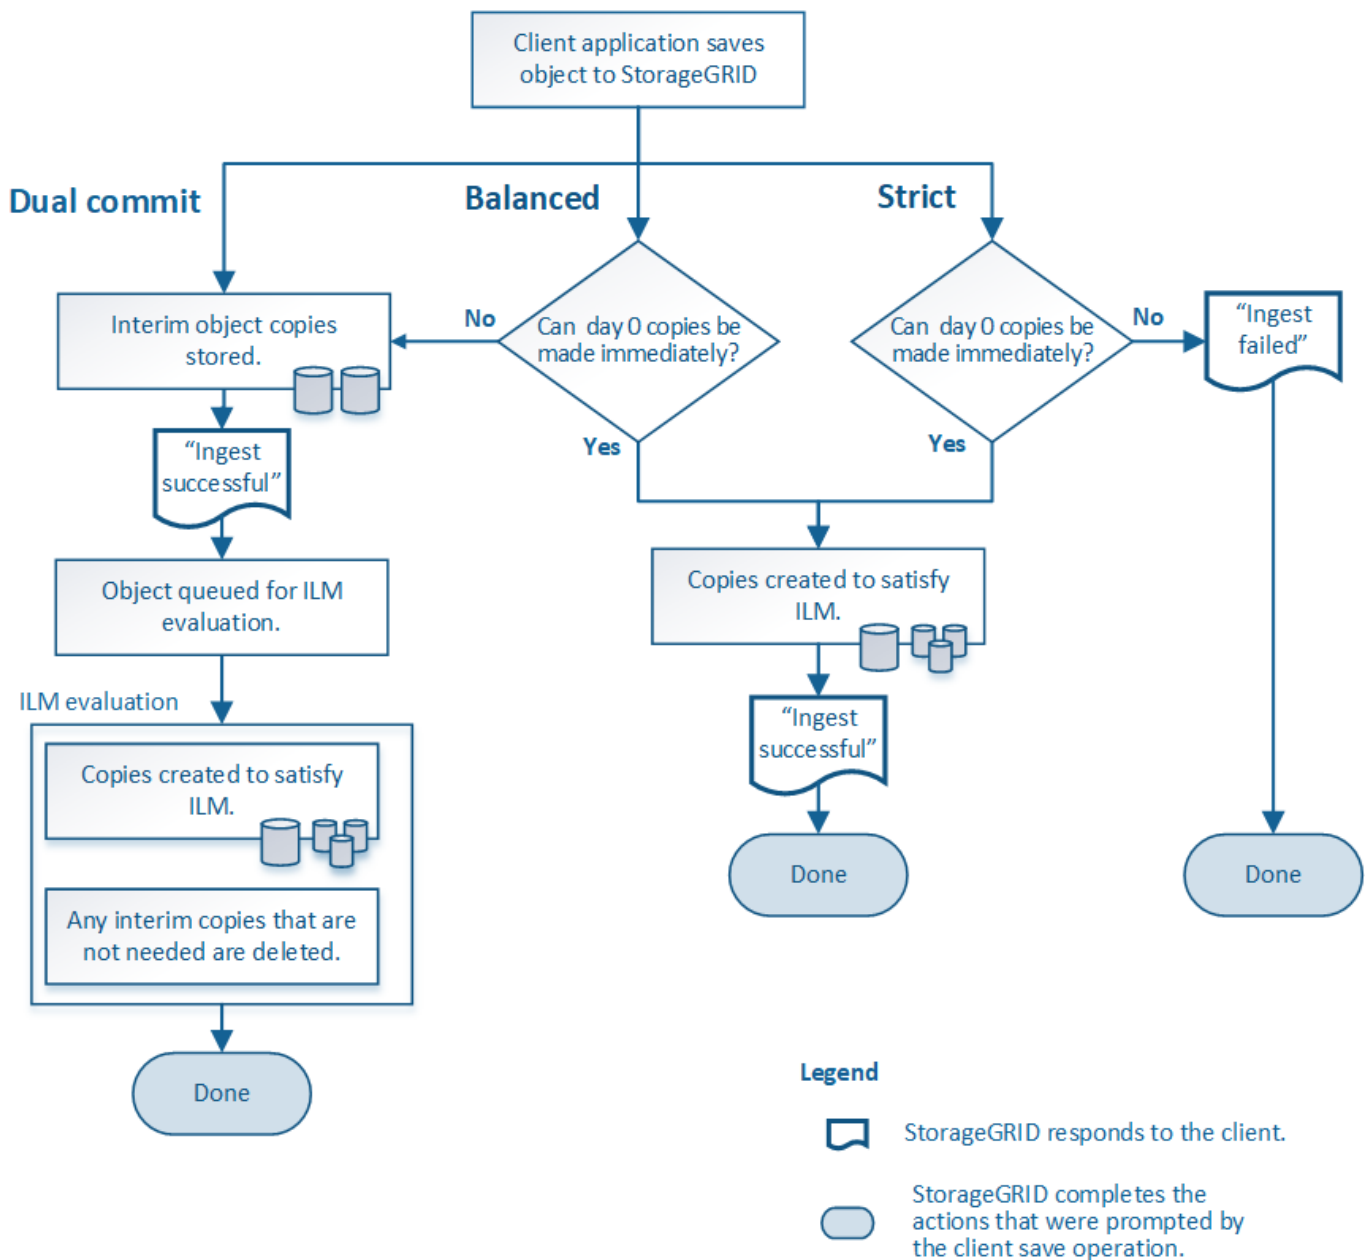 Client application saves
object to StorageGRID
Dual commit
Balanced
Strict
Interim object copies
stored.
No
Can day 0 copies be
made immediately?
Can day 0 copies be
made immediately?
No
“Ingest
failed”
“Ingest
successful”
Yes
Yes
Object queued for ILM
evaluation.
Copies created to satisfy
ILM.
ILM evaluation
“Ingest
successful”
Copies created to satisfy
ILM.
Any interim copies that are
not needed are deleted.
Done
Done
Done
Legend
StorageGRID responds to the client.
StorageGRID completes the
actions that were prompted by
the client save operation.